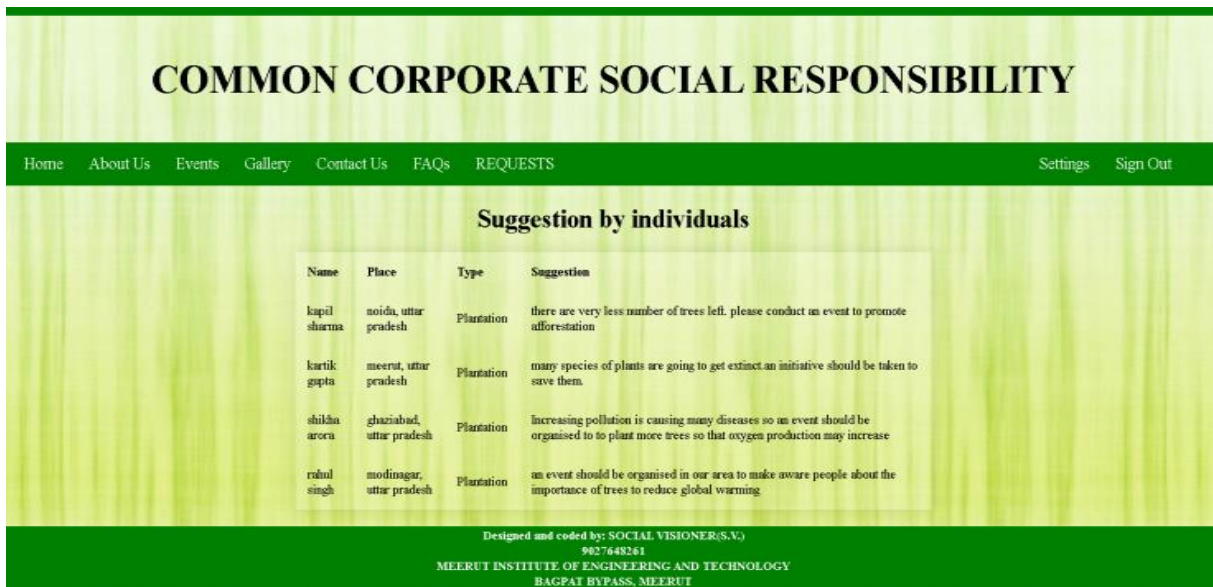 COMMON CORPORATE SOCIAL RESPONSIBILITY
Home About Us Events Gallery Contact Us FAQs REQUESTS Settings Sign Out
Suggestion by individuals
Name Place Type Suggestion
kapil sharma noida, uttar pradesh Plantation there are very less number of trees left. please conduct an event to promote
afforestation
kartik gupta meerut, uttar pradesh Plantation many species of plants are going to get extinct.an initiative should be taken to
save them.
shikha arora ghaziabad, uttar pradesh Plantation Increasing pollution is causing many diseases so an event should be
organised to to plant more trees so that oxygen production may increase
rahul singh modinagar, uttar pradesh Plantation an event should be organised in our area to make aware people about the
importance of trees to reduce global warming
Designed and coded by: SOCIAL VISIONER(S.V.)
9027648261
MEERUT INSTITUTE OF ENGINEERING AND TECHNOLOGY
BAGPAT BYPASS, MEERUT